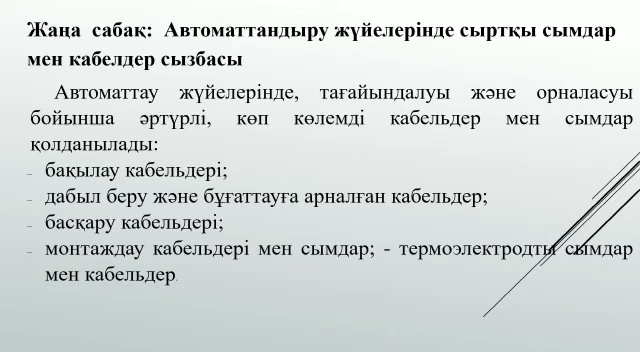 Жаңа сабақ: Автоматтандыру жүйелерінде сыртқы сымдар
мен кабелдер сызбасы
Автоматтау жүйелерінде, тағайындалуы және орналасуы
бойынша әртүрлі, көп көлемді кабельдер мен сымдар
қолданылады:
– бақылау кабельдері;
– дабыл беру және бұғаттауға арналған кабельдер;
– басқару кабельдері;
– монтаждау кабельдері мен сымдар; - термоэлектродты сымдар
мен кабельдер.